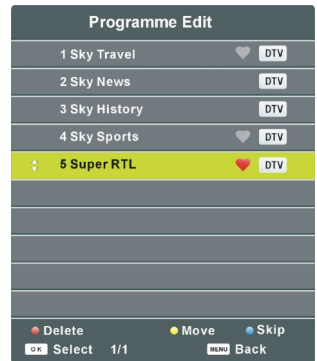 Programme Edit
1 Sky Travel DTV
2 Sky News DTV
3 Sky History DTV
4 Sky Sports DTV
5 Super RTL DTV
Delete Move Skip
OK Select 1/1 MENU Back